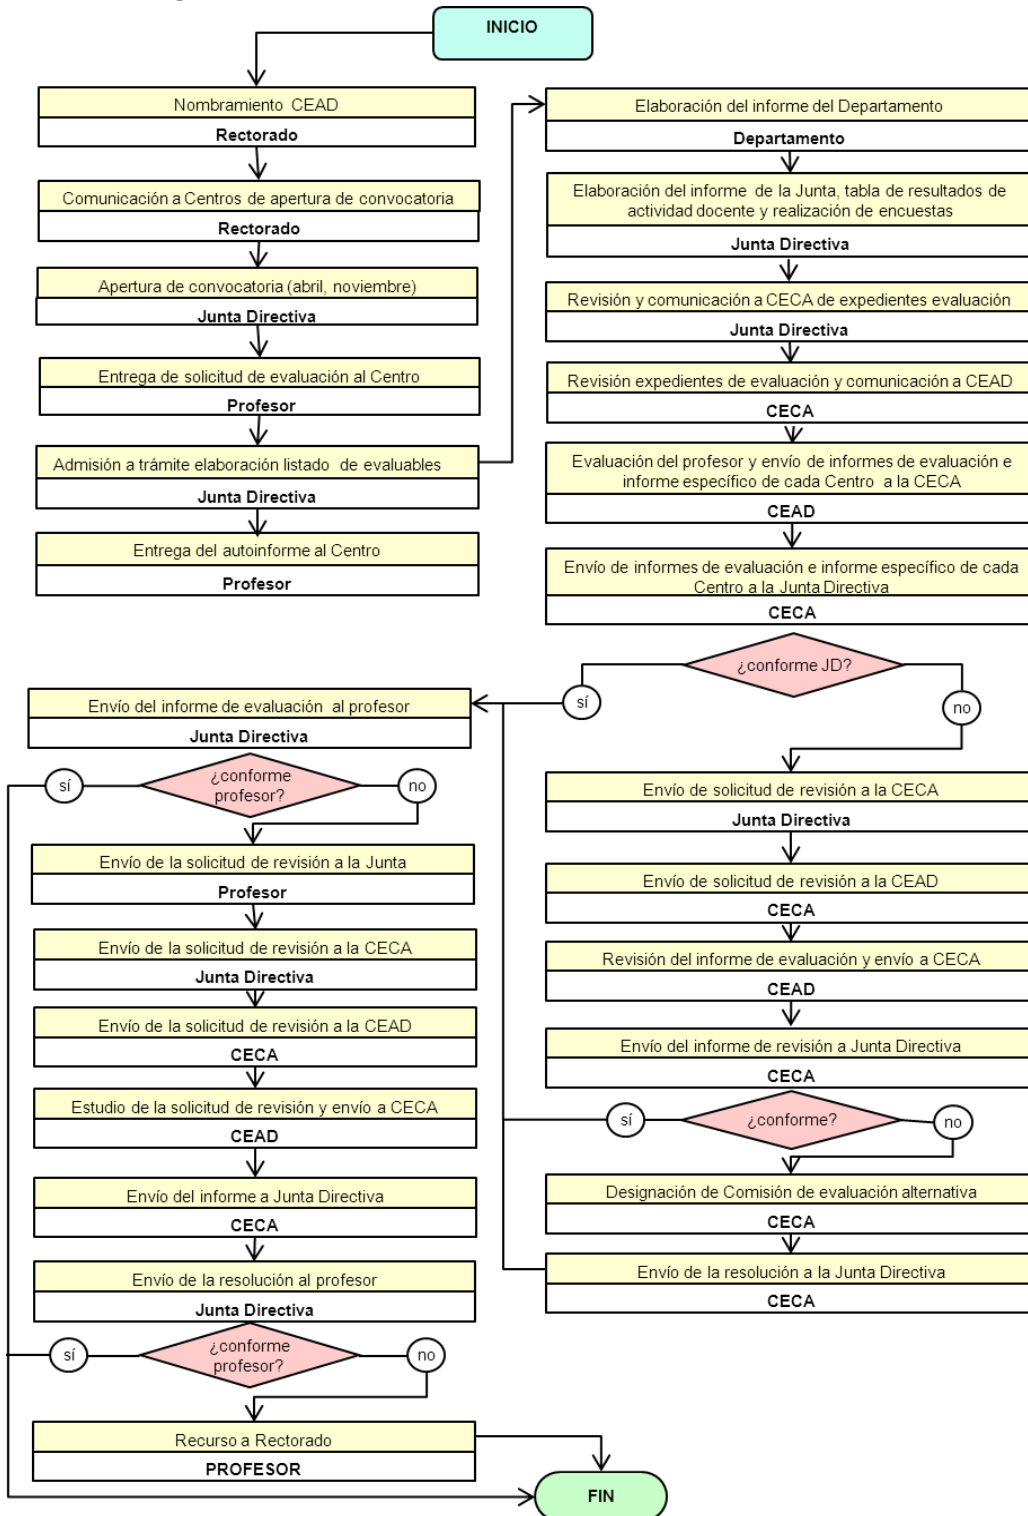 INICIO
Nombramiento CEAD
Rectorado
Comunicación a Centros de apertura de convocatoria
Rectorado
Apertura de convocatoria (abril, noviembre)
Junta Directiva
Entrega de solicitud de evaluación al Centro
Profesor
Admisión a trámite elaboración listado de evaluables
Junta Directiva
Entrega del autoinforme al Centro
Profesor
Elaboración del informe del Departamento
Departamento
Elaboración del informe de la Junta, tabla de resultados de
actividad docente y realización de encuestas
Junta Directiva
Revisión y comunicación a CECA de expedientes evaluación
Junta Directiva
Revisión expedientes de evaluación y comunicación a CEAD
CECA
Evaluación del profesor y envío de informes de evaluación e
informe específico de cada Centro a la CECA
CEAD
Envío de informes de evaluación e informe específico de cada
Centro a la Junta Directiva
CECA
¿conforme JD?
sí
no
Envío del informe de evaluación al profesor
Junta Directiva
¿conforme
profesor?
sí
no
Envío de la solicitud de revisión a la Junta
Profesor
Envío de la solicitud de revisión a la CECA
Junta Directiva
Envío de la solicitud de revisión a la CEAD
CECA
Estudio de la solicitud de revisión y envío a CECA
CEAD
Envío del informe a Junta Directiva
CECA
Envío de la resolución al profesor
Junta Directiva
¿conforme
profesor?
sí
no
Recurso a Rectorado
PROFESOR
Envío de solicitud de revisión a la CECA
Junta Directiva
Envío de solicitud de revisión a la CEAD
CECA
Revisión del informe de evaluación y envío a CECA
CEAD
Envío del informe de revisión a Junta Directiva
CECA
¿conforme?
sí
no
Designación de Comisión de evaluación alternativa
CECA
Envío de la resolución a la Junta Directiva
CECA
FIN